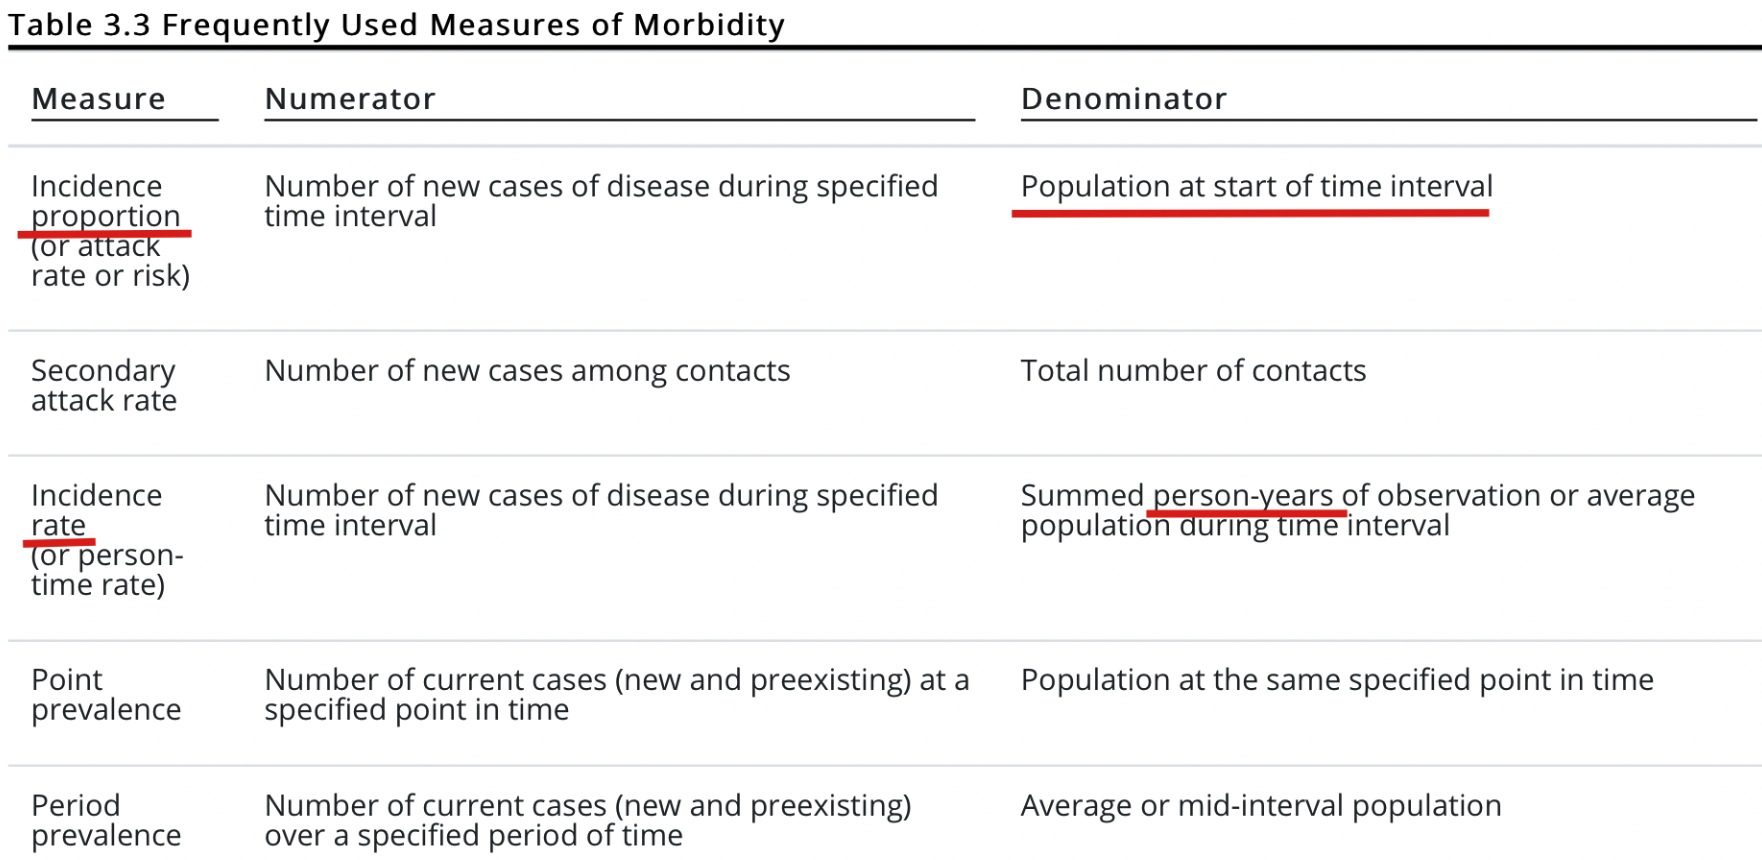 Table 3.3 Frequently Used Measures of Morbidity
Measure
Numerator
Denominator
Incidence
proportion
(or attack
rate or risk)
Number of new cases of disease during specified
time interval
Population at start of time interval
Secondary
attack rate
Number of new cases among contacts
Total number of contacts
Incidence
rate
(or person-
time rate)
Number of new cases of disease during specified
time interval
Summed person-years of observation or average
population during time interval
Point
prevalence
Number of current cases (new and preexisting) at a
specified point in time
Population at the same specified point in time
Period
prevalence
Number of current cases (new and preexisting)
over a specified period of time
Average or mid-interval population